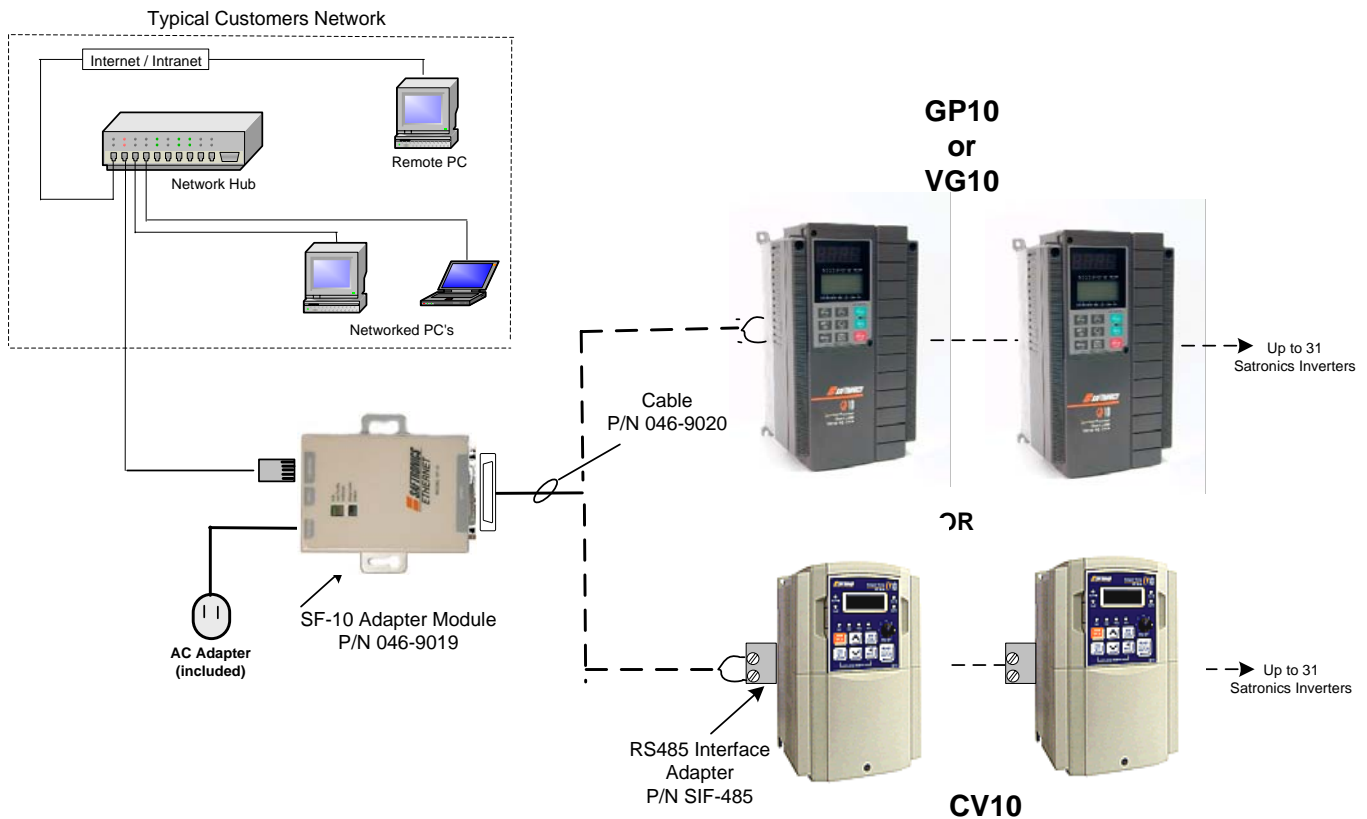 Typical Customers Network
Internet / Intranet
Remote PC
Network Hub
Networked PC's
GP10
or
VG10
Up to 31
Satronics Inverters
Cable
P/N 046-9020
SAFTRONICS
ETHERNET
SF-10 Adapter Module
P/N 046-9019
AC Adapter
(included)
OR
Up to 31
Satronics Inverters
RS485 Interface
Adapter
P/N SIF-485
CV10